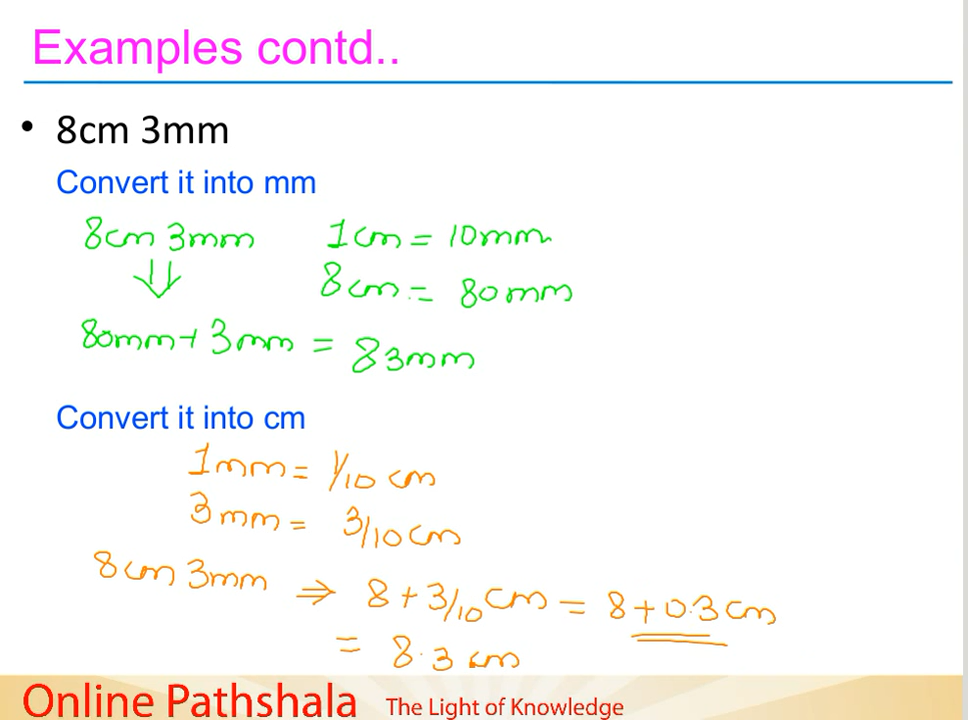 Examples contd..
• 8cm 3mm
Convert it into mm
8cm 3mm 1cm = 10mm
⇓ 8cm = 80mm
80mm + 3mm = 83mm
Convert it into cm
1mm = 1/10 cm
3mm = 3/10 cm
8cm 3mm ⇒ 8 + 3/10 cm = 8 + 0.3 cm
= 8.3 cm
Online Pathshala The Light of Knowledge